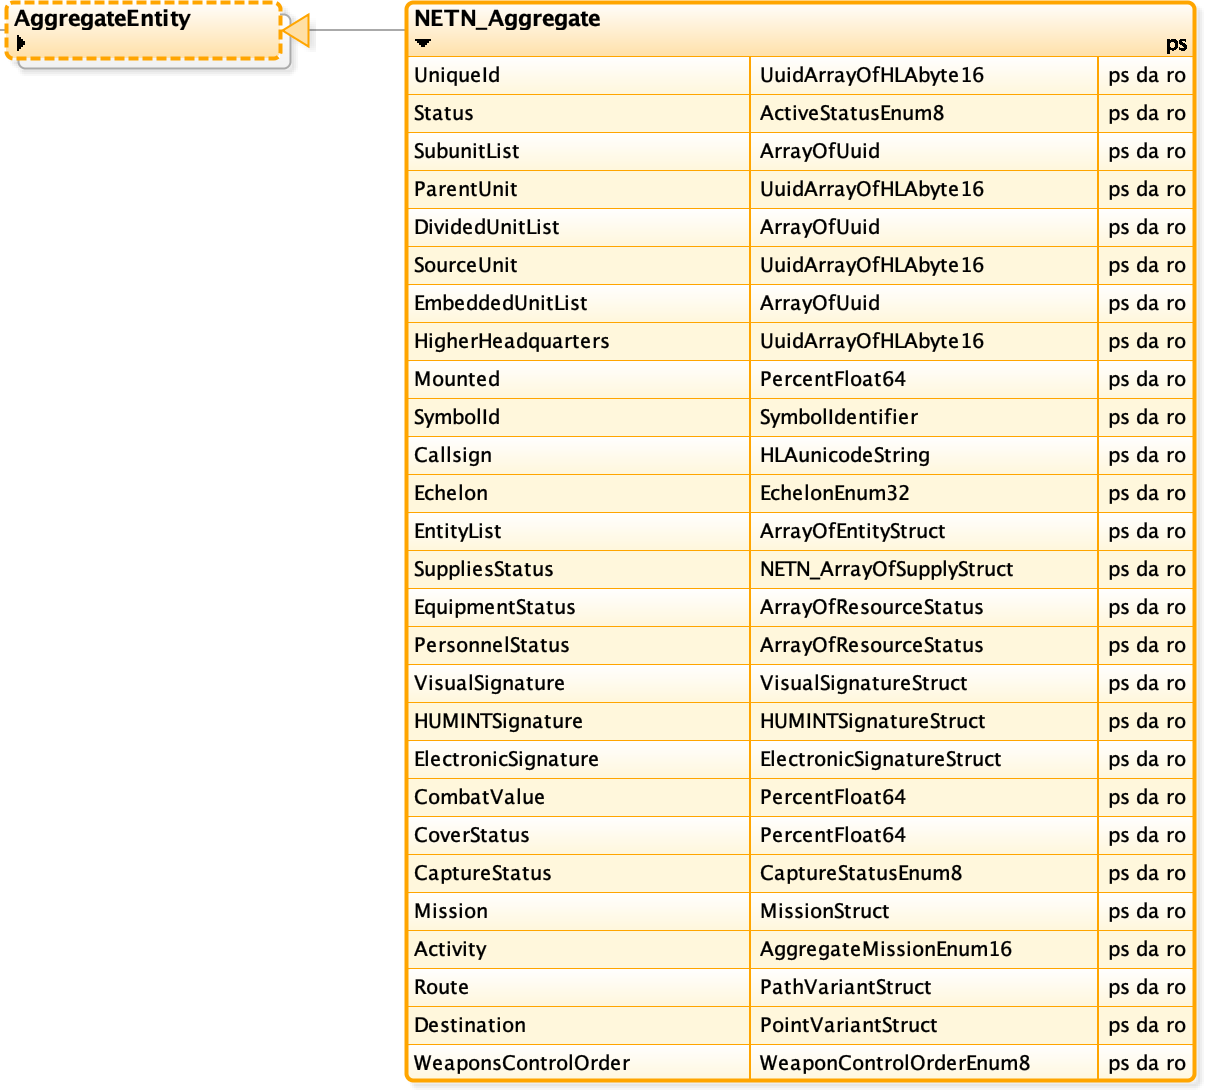 AggregateEntity
NETN_Aggregate
ps
UniqueId UuidArrayOfHLAbyte16 ps da ro
Status ActiveStatusEnum8 ps da ro
SubunitList ArrayOfUuid ps da ro
ParentUnit UuidArrayOfHLAbyte16 ps da ro
DividedUnitList ArrayOfUuid ps da ro
SourceUnit UuidArrayOfHLAbyte16 ps da ro
EmbeddedUnitList ArrayOfUuid ps da ro
HigherHeadquarters UuidArrayOfHLAbyte16 ps da ro
Mounted PercentFloat64 ps da ro
SymbolId SymbolIdentifier ps da ro
Callsign HLAunicodeString ps da ro
Echelon EchelonEnum32 ps da ro
EntityList ArrayOfEntityStruct ps da ro
SuppliesStatus NETN_ArrayOfSupplyStruct ps da ro
EquipmentStatus ArrayOfResourceStatus ps da ro
PersonnelStatus ArrayOfResourceStatus ps da ro
VisualSignature VisualSignatureStruct ps da ro
HUMINTSignature HUMINTSignatureStruct ps da ro
ElectronicSignature ElectronicSignatureStruct ps da ro
CombatValue PercentFloat64 ps da ro
CoverStatus PercentFloat64 ps da ro
CaptureStatus CaptureStatusEnum8 ps da ro
Mission MissionStruct ps da ro
Activity AggregateMissionEnum16 ps da ro
Route PathVariantStruct ps da ro
Destination PointVariantStruct ps da ro
WeaponsControlOrder WeaponControlOrderEnum8 ps da ro